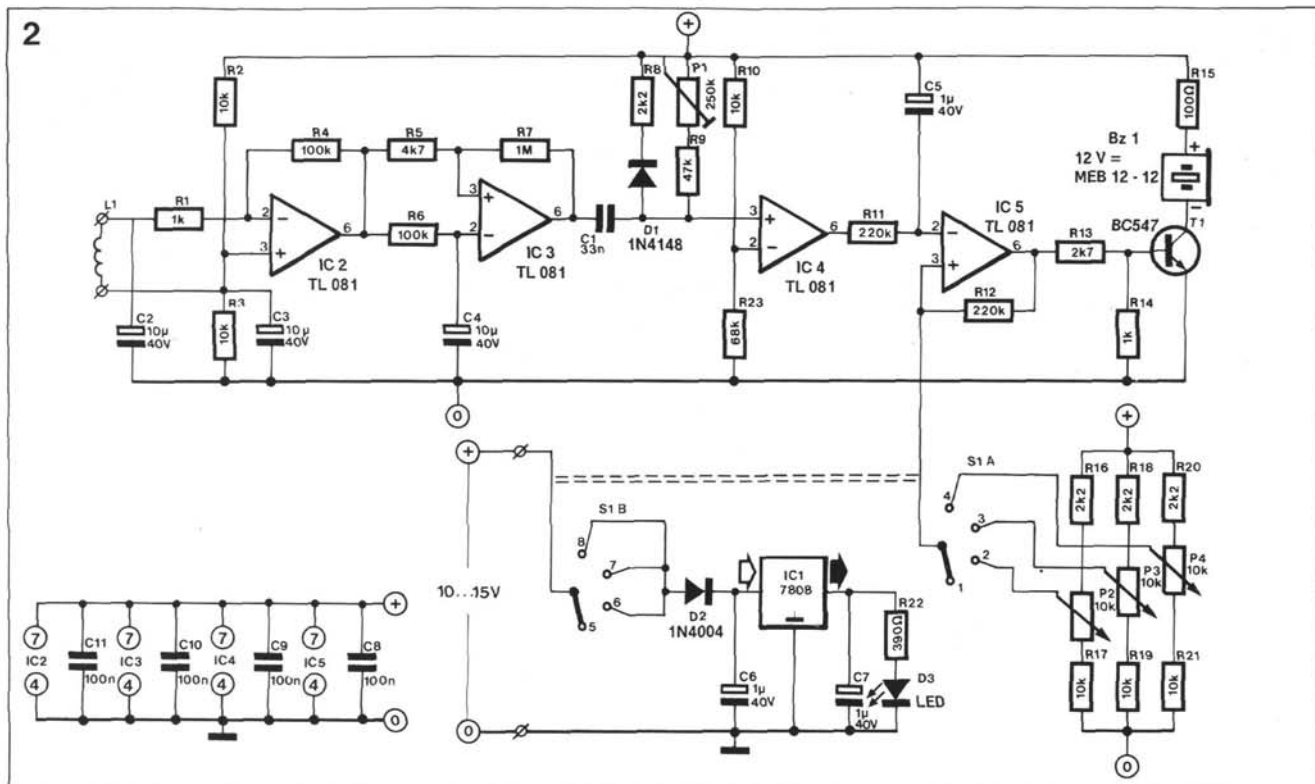 2
+
R2
10k
R4
100k
R5
4k7
R7
1M
R8
2k2
P1
250k
R9
47k
R10
10k
C5
1µ
40V
R15
100Ω
Bz 1
12 V =
MEB 12 - 12
+
−
L1
R1
1k
2
−
3
+
6
IC 2
TL 081
R6
100k
3
+
2
−
6
IC 3
TL 081
C1
33n
D1
1N4148
3
+
2
−
6
IC 4
TL 081
R11
220k
2
−
3
+
IC 5
TL 081
6
R12
220k
R13
2k7
BC547
T1
R14
1k
C2
10µ
40V
R3
10k
C3
10µ
40V
C4
10µ
40V
R23
68k
0
+
10...15V
0
S1 B
8
7
6
5
D2
1N4004
IC1
7808
R22
390Ω
D3
LED
C6
1µ
40V
C7
1µ
40V
S1 A
4
3
2
1
+
R16
2k2
R18
2k2
R20
2k2
P2
10k
P3
10k
P4
10k
R17
10k
R19
10k
R21
10k
0
+
7
IC2
4
C11
100n
7
IC3
4
C10
100n
7
IC4
4
C9
100n
7
IC5
4
C8
100n
0